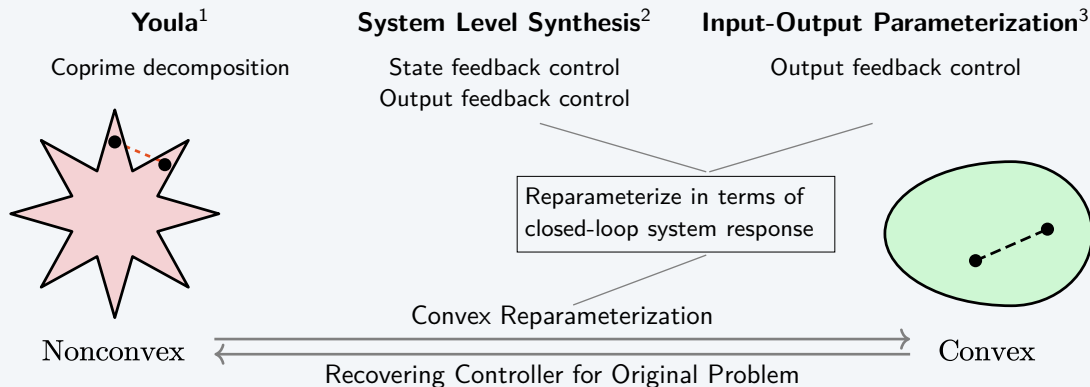 Youla¹
System Level Synthesis²
Input-Output Parameterization³
Coprime decomposition
State feedback control
Output feedback control
Output feedback control
Reparameterize in terms of
closed-loop system response
Convex Reparameterization
Nonconvex
Convex
Recovering Controller for Original Problem